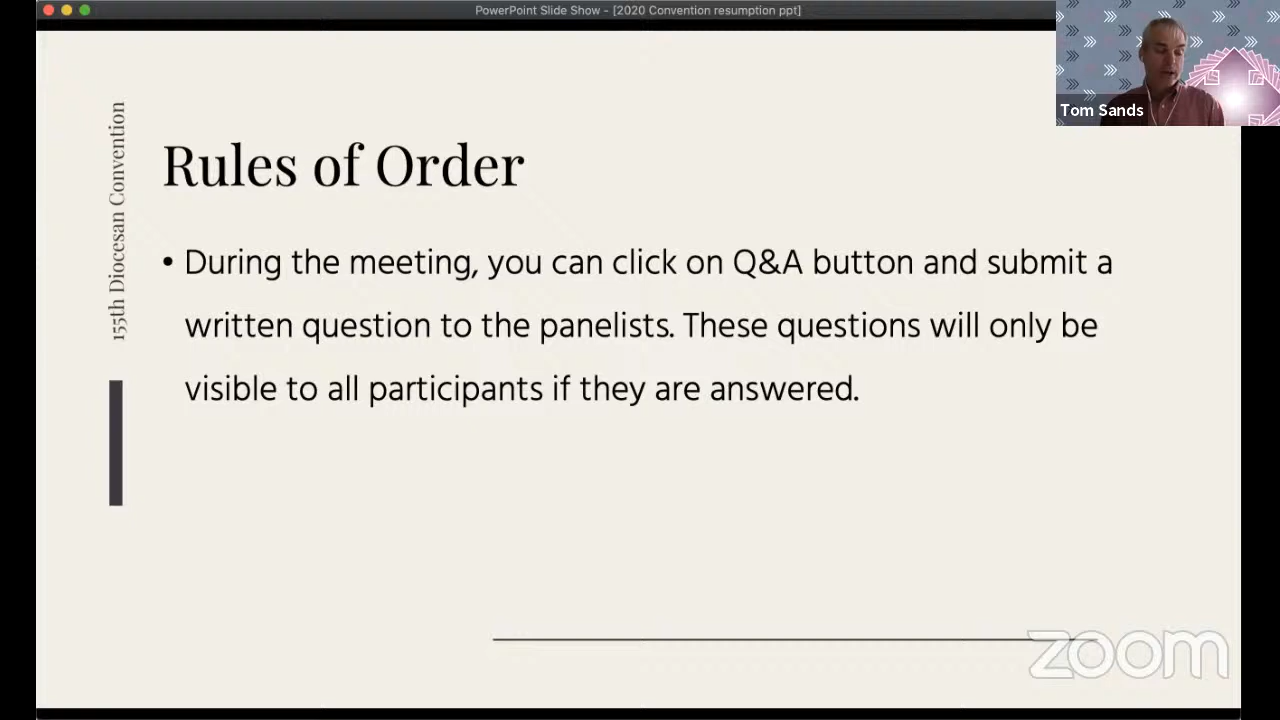 PowerPoint Slide Show - [2020 Convention resumption ppt]
Tom Sands
155th Diocesan Convention
Rules of Order
• During the meeting, you can click on Q&A button and submit a
written question to the panelists. These questions will only be
visible to all participants if they are answered.
zoom